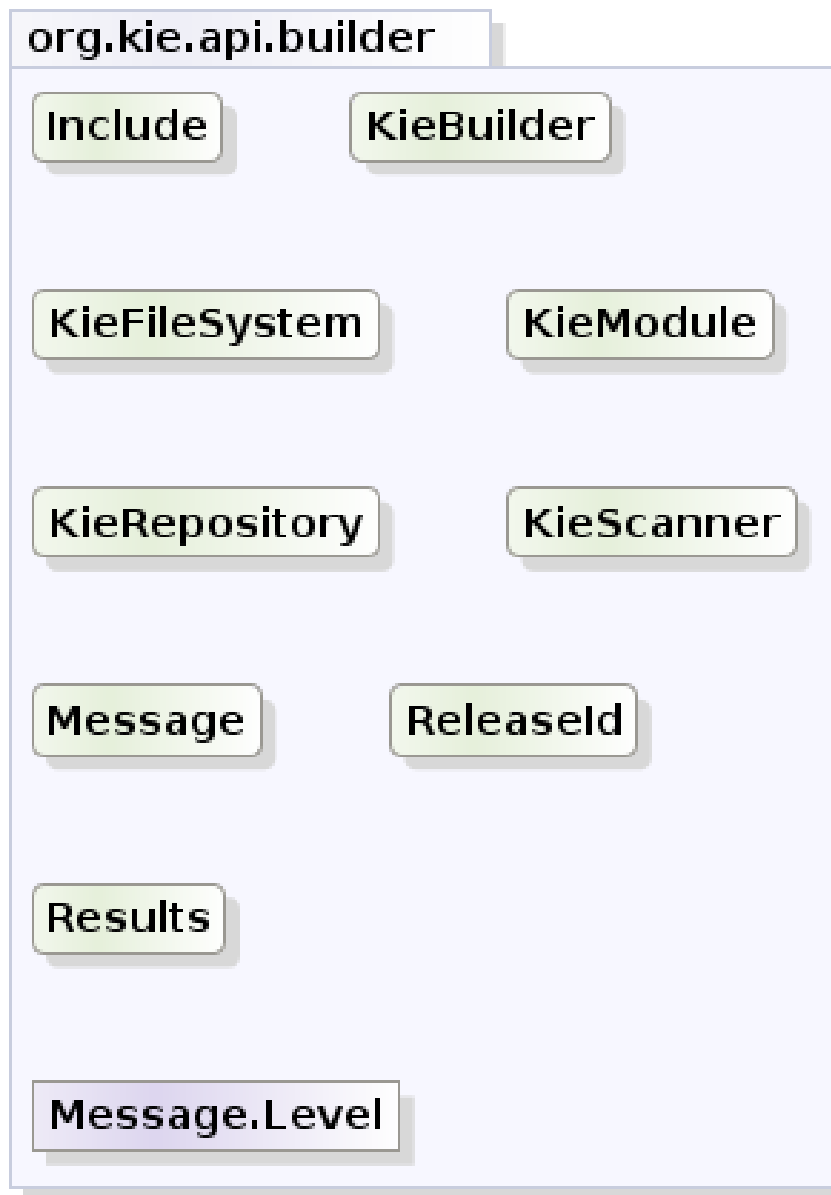 org.kie.api.builder
Include KieBuilder
KieFileSystem KieModule
KieRepository KieScanner
Message ReleaseId
Results
Message.Level